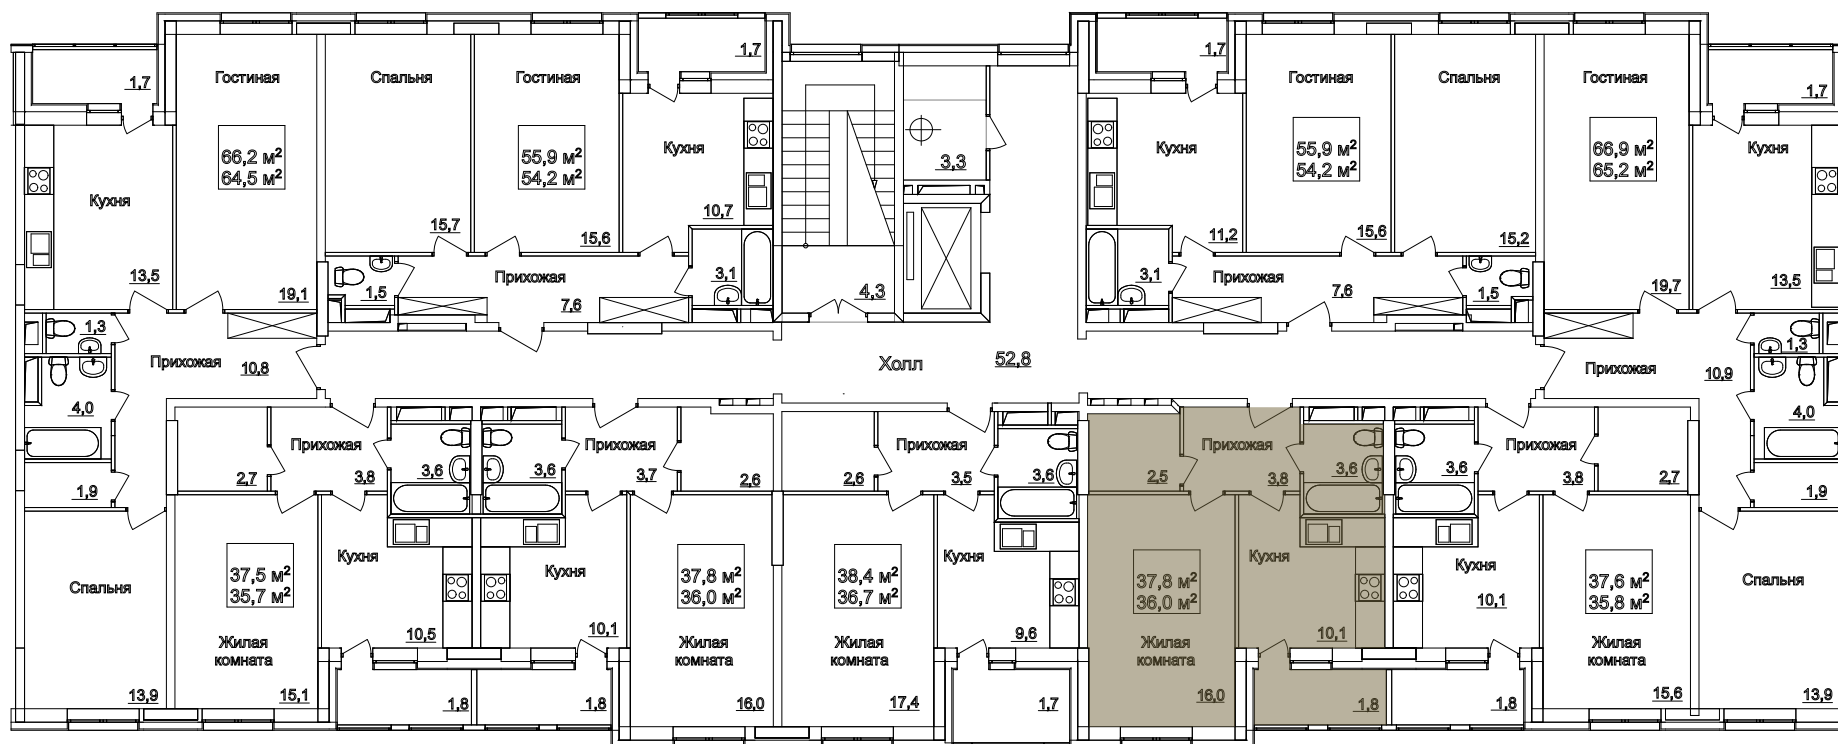 1,7
Гостиная
66,2 м²
64,5 м²
Кухня
13,5
19,1
Спальня
15,7
Гостиная
55,9 м²
54,2 м²
15,6
1,7
Кухня
10,7
1,5
Прихожая
7,6
3,1
4,3
3,3
1,7
Кухня
11,2
Гостиная
55,9 м²
54,2 м²
15,6
Спальня
15,2
Гостиная
66,9 м²
65,2 м²
19,7
1,7
Кухня
13,5
3,1
Прихожая
7,6
1,5
1,3
Прихожая
10,8
4,0
1,9
Холл
52,8
Прихожая
10,9
1,3
4,0
1,9
2,7
Прихожая
3,8
3,6
3,6
Прихожая
3,7
2,6
2,6
Прихожая
3,5
3,6
2,5
Прихожая
3,8
3,6
3,6
Прихожая
3,8
2,7
Спальня
13,9
37,5 м²
35,7 м²
Жилая
комната
15,1
Кухня
10,5
1,8
Кухня
10,1
1,8
37,8 м²
36,0 м²
Жилая
комната
16,0
38,4 м²
36,7 м²
Жилая
комната
17,4
Кухня
9,6
1,7
37,8 м²
36,0 м²
Жилая
комната
16,0
Кухня
10,1
1,8
Кухня
10,1
1,8
37,6 м²
35,8 м²
Жилая
комната
15,6
Спальня
13,9